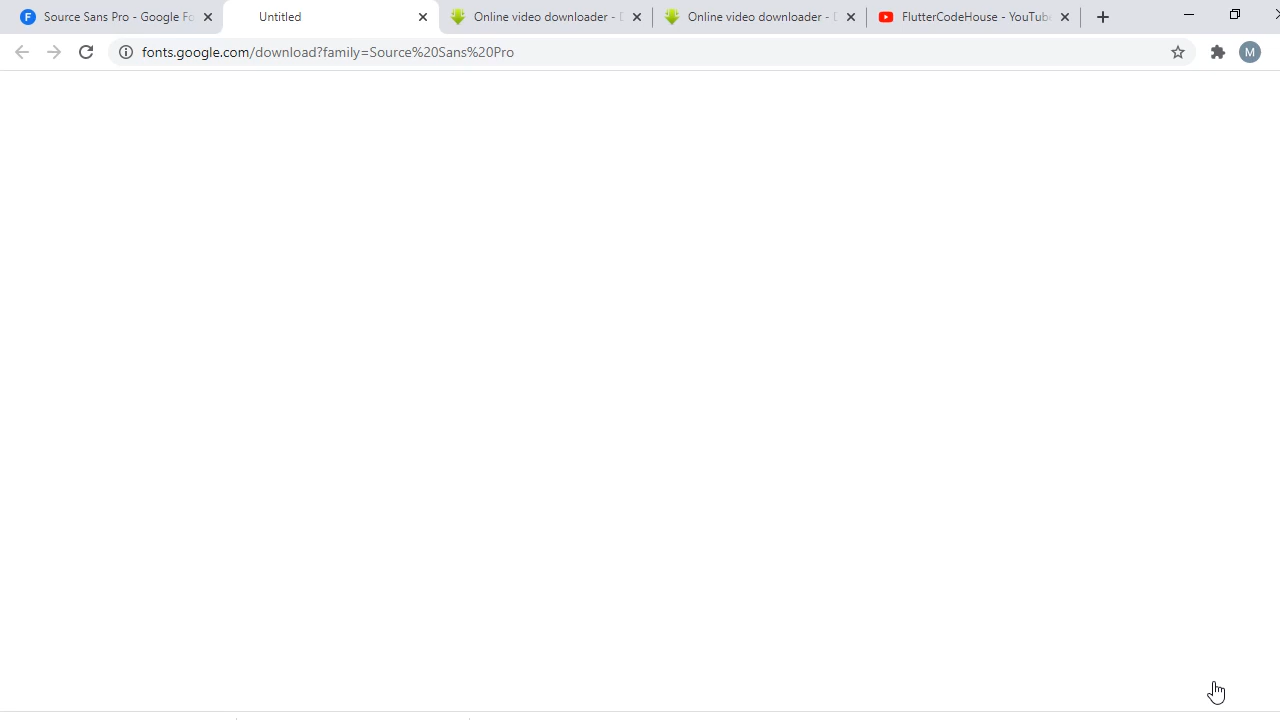 Source Sans Pro - Google Fo
Untitled
Online video downloader - D
Online video downloader - D
FlutterCodeHouse - YouTube
fonts.google.com/download?family=Source%20Sans%20Pro
M